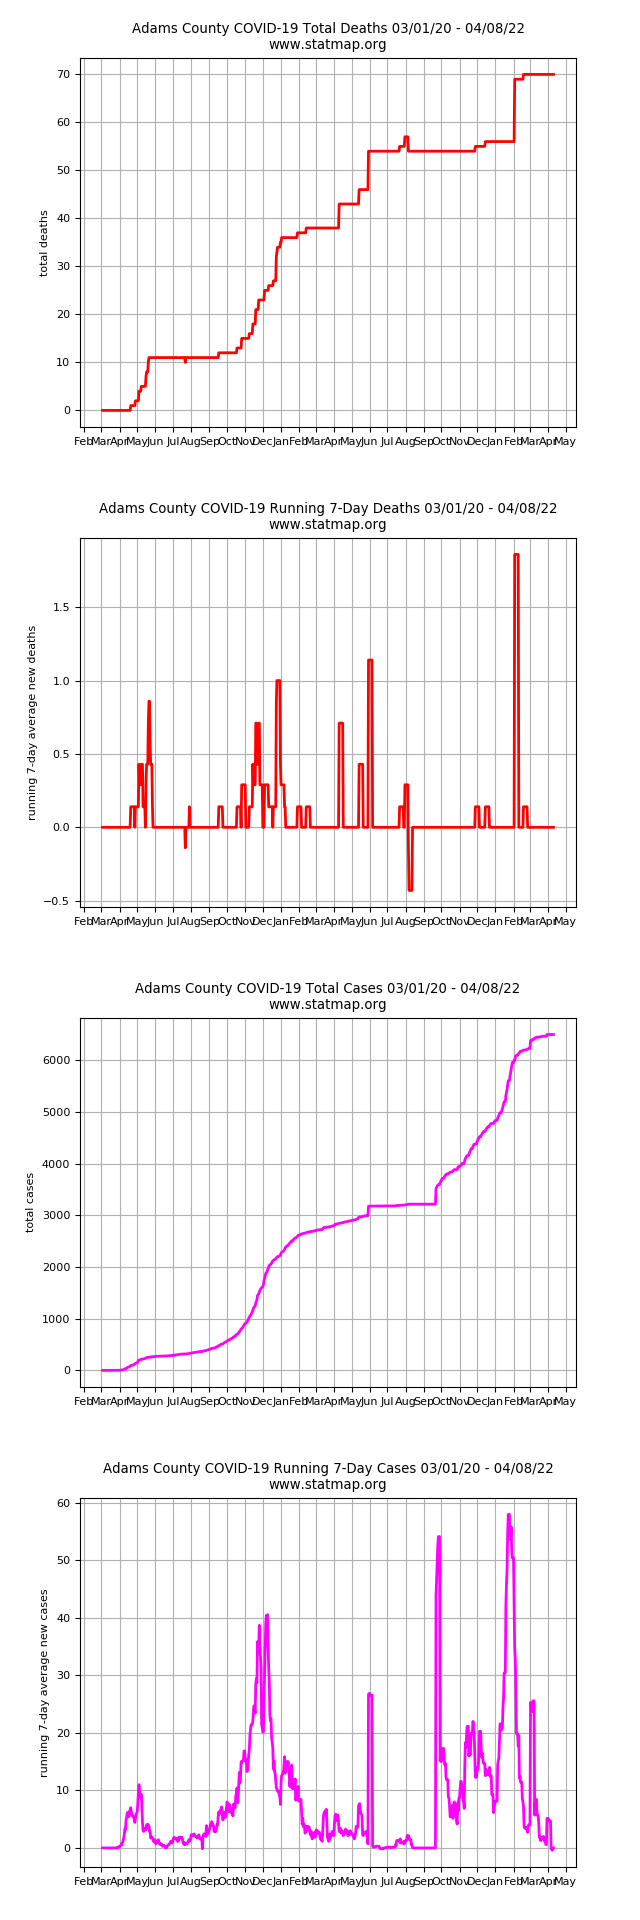 Adams County COVID-19 Total Deaths 03/01/20 - 04/08/22
www.statmap.org
70
60
50
40
30
20
10
0
total deaths
Feb Mar Apr May Jun Jul Aug Sep Oct Nov Dec Jan Feb Mar Apr May Jun Jul Aug Sep Oct Nov Dec Jan Feb Mar Apr May
Adams County COVID-19 Running 7-Day Deaths 03/01/20 - 04/08/22
www.statmap.org
1.5
1.0
0.5
0.0
−0.5
running 7-day average new deaths
Feb Mar Apr May Jun Jul Aug Sep Oct Nov Dec Jan Feb Mar Apr May Jun Jul Aug Sep Oct Nov Dec Jan Feb Mar Apr May
Adams County COVID-19 Total Cases 03/01/20 - 04/08/22
www.statmap.org
6000
5000
4000
3000
2000
1000
0
total cases
Feb Mar Apr May Jun Jul Aug Sep Oct Nov Dec Jan Feb Mar Apr May Jun Jul Aug Sep Oct Nov Dec Jan Feb Mar Apr May
Adams County COVID-19 Running 7-Day Cases 03/01/20 - 04/08/22
www.statmap.org
60
50
40
30
20
10
0
running 7-day average new cases
Feb Mar Apr May Jun Jul Aug Sep Oct Nov Dec Jan Feb Mar Apr May Jun Jul Aug Sep Oct Nov Dec Jan Feb Mar Apr May